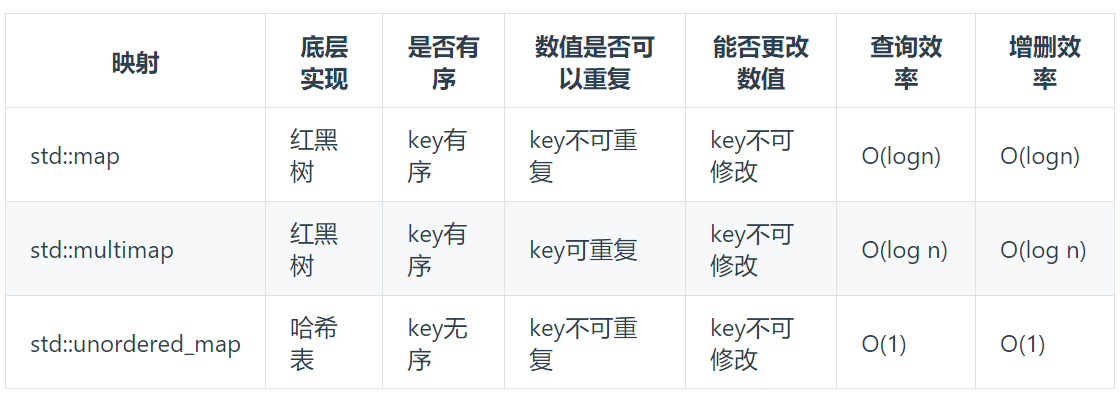 映射
底层
实现
是否有
序
数值是否可
以重复
能否更改
数值
查询效
率
增删效
率
std::map
红黑
树
key有
序
key不可重
复
key不可
修改
O(logn)
O(logn)
std::multimap
红黑
树
key有
序
key可重复
key不可
修改
O(log n)
O(log n)
std::unordered_map
哈希
表
key无
序
key不可重
复
key不可
修改
O(1)
O(1)